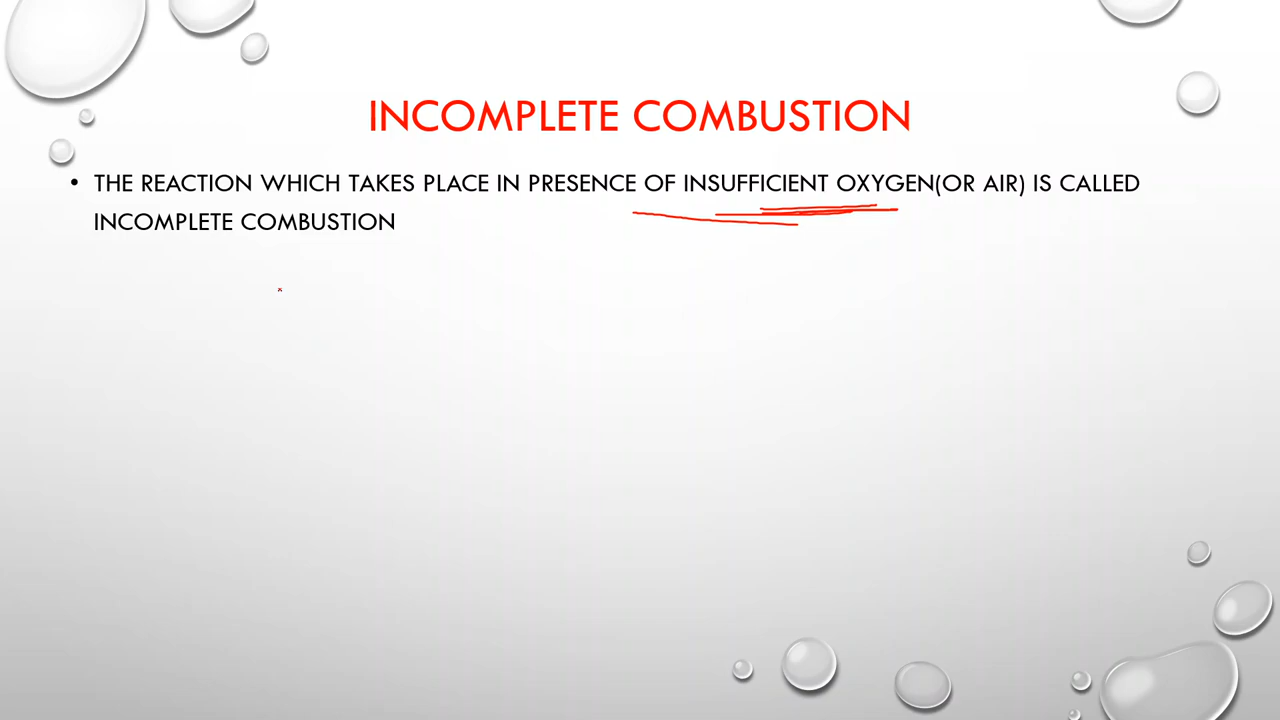 INCOMPLETE COMBUSTION
• THE REACTION WHICH TAKES PLACE IN PRESENCE OF INSUFFICIENT OXYGEN(OR AIR) IS CALLED
INCOMPLETE COMBUSTION